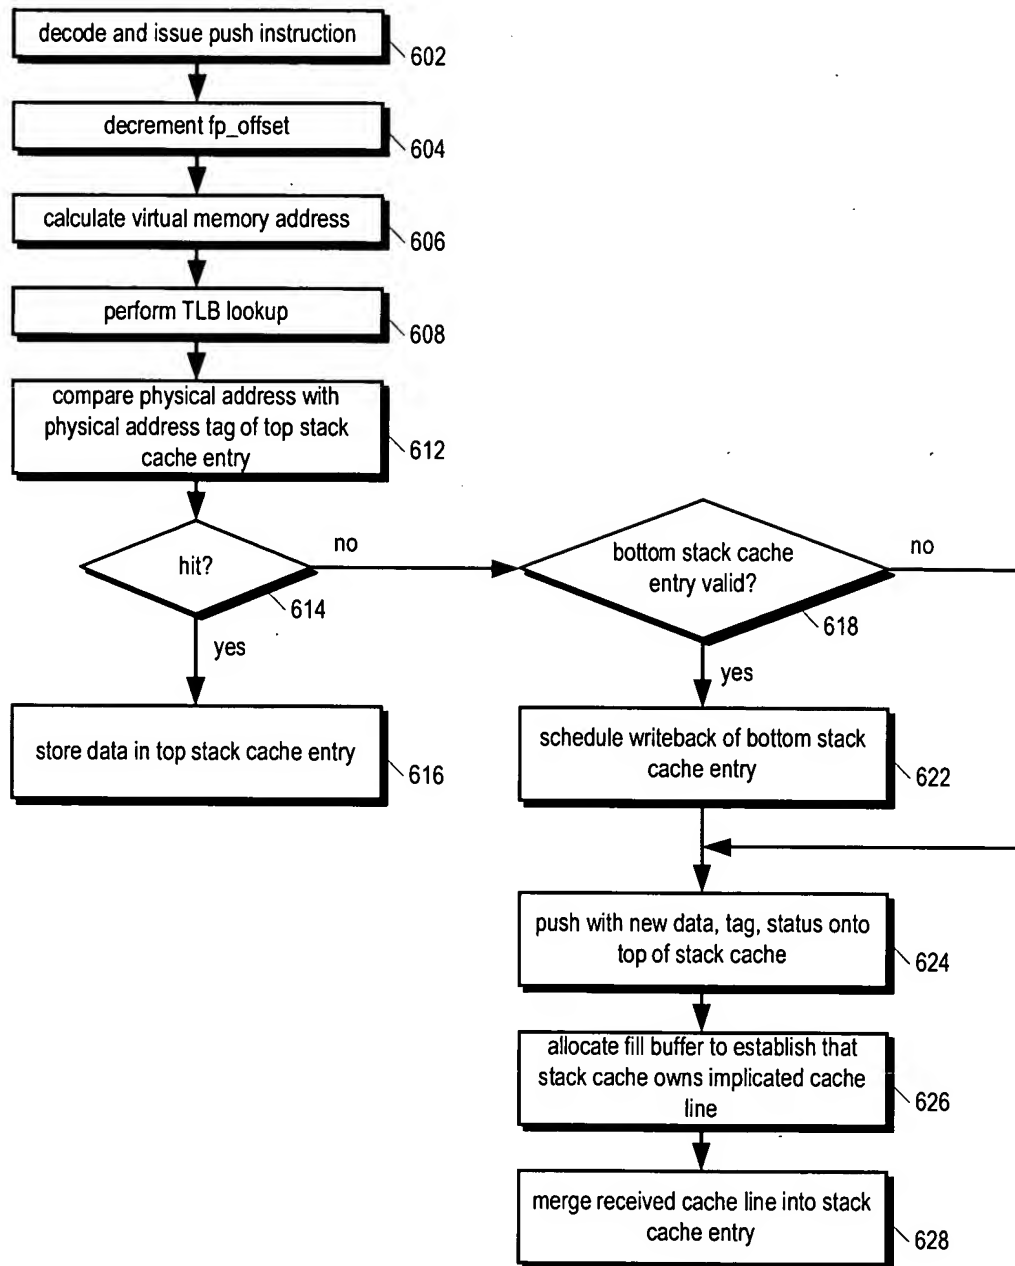 decode and issue push instruction
602
decrement fp_offset
604
calculate virtual memory address
606
perform TLB lookup
608
compare physical address with
physical address tag of top stack
cache entry
612
hit?
no
614
yes
bottom stack cache
entry valid?
no
618
yes
store data in top stack cache entry
616
schedule writeback of bottom stack
cache entry
622
push with new data, tag, status onto
top of stack cache
624
allocate fill buffer to establish that
stack cache owns implicated cache
line
626
merge received cache line into stack
cache entry
628